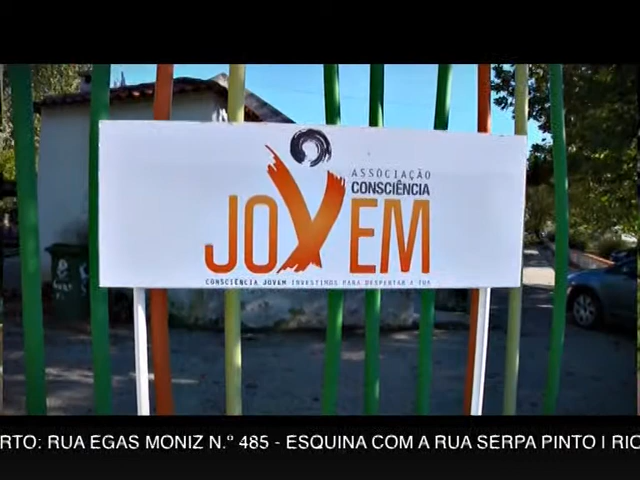 ASSOCIAÇÃO
CONSCIÊNCIA
JOVEM
CONSCIÊNCIA JOVEM INVESTIMOS PARA DESPERTAR A TUA
RTO: RUA EGAS MONIZ N.º 485 - ESQUINA COM A RUA SERPA PINTO I RIO